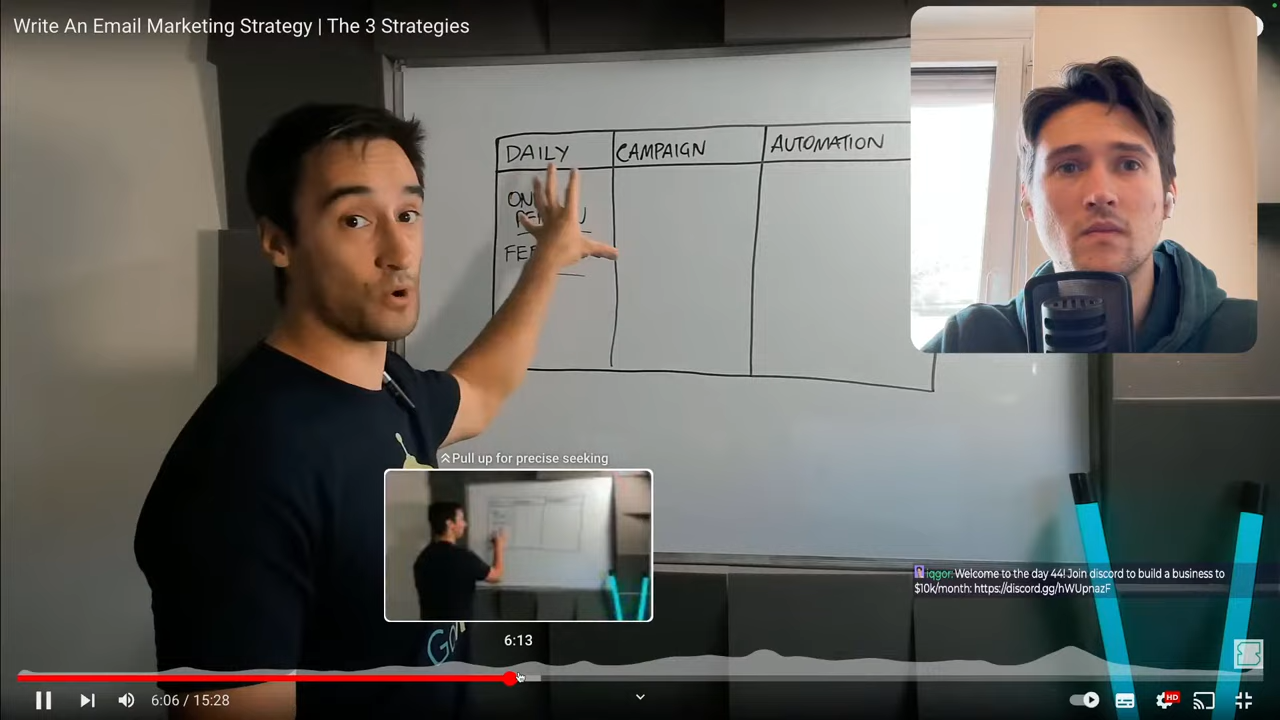 Write An Email Marketing Strategy | The 3 Strategies
DAILY
CAMPAIGN
AUTOMATION
Pull up for precise seeking
iqgor: Welcome to the day 44! Join discord to build a business to
$10k/month: https://discord.gg/hWUpnazF
6:13
6:06 / 15:28
HD